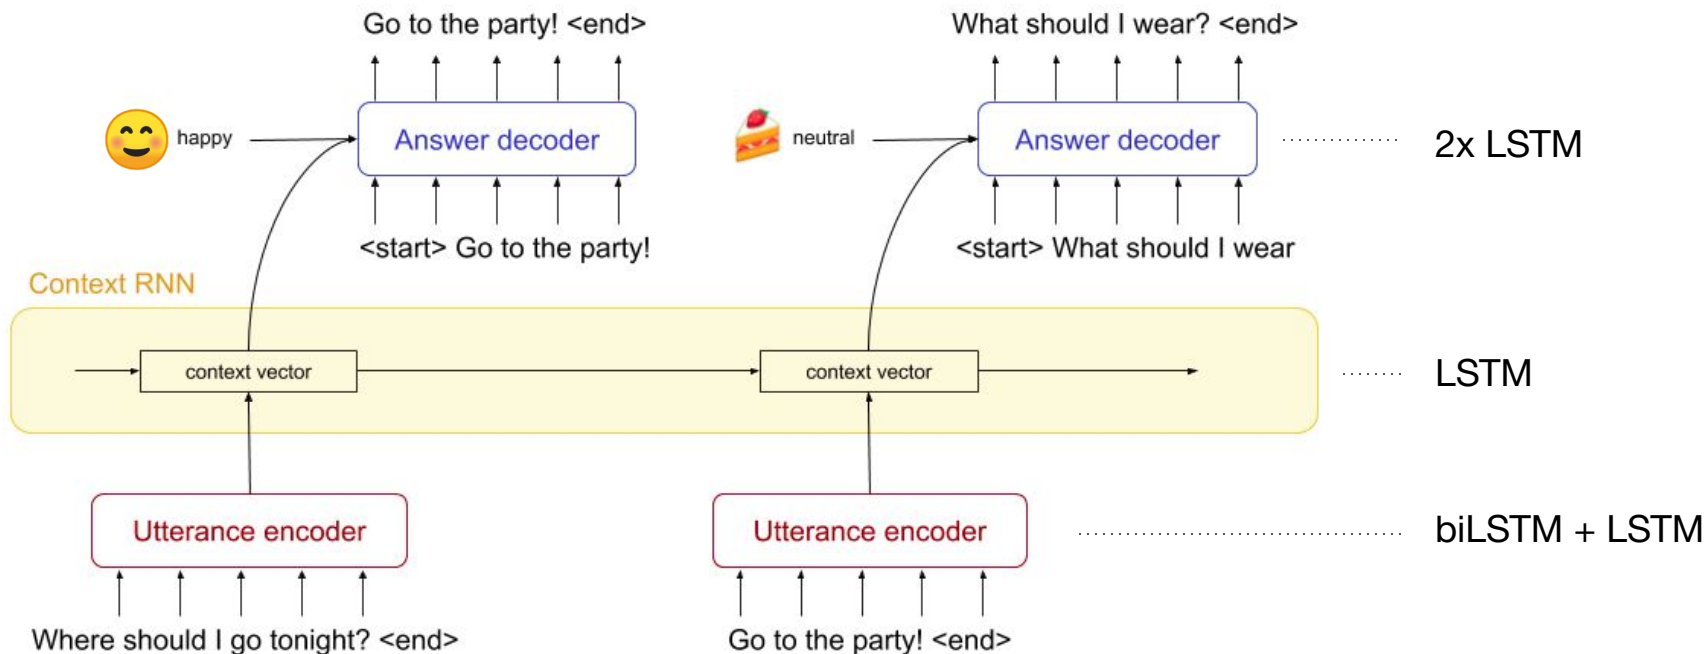 Go to the party! <end>
What should I wear? <end>
happy
Answer decoder
neutral
Answer decoder
2x LSTM
<start> Go to the party!
<start> What should I wear
Context RNN
context vector
context vector
LSTM
Utterance encoder
Utterance encoder
biLSTM + LSTM
Where should I go tonight? <end>
Go to the party! <end>